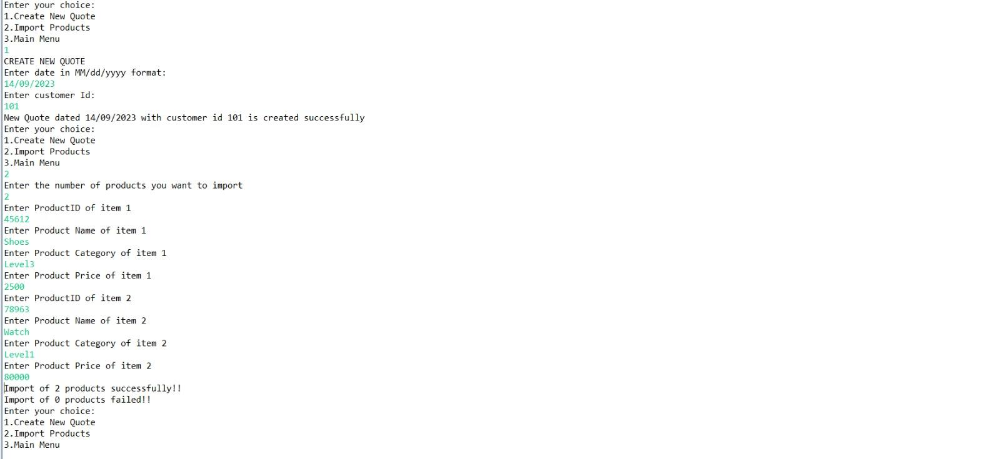 Enter your choice:
1.Create New Quote
2.Import Products
3.Main Menu
1
CREATE NEW QUOTE
Enter date in MM/dd/yyyy format:
14/09/2023
Enter customer Id:
101
New Quote dated 14/09/2023 with customer id 101 is created successfully
Enter your choice:
1.Create New Quote
2.Import Products
3.Main Menu
2
Enter the number of products you want to import
2
Enter ProductID of item 1
45612
Enter Product Name of item 1
Shoes
Enter Product Category of item 1
Level3
Enter Product Price of item 1
2500
Enter ProductID of item 2
78963
Enter Product Name of item 2
Watch
Enter Product Category of item 2
Level1
Enter Product Price of item 2
80000
Import of 2 products successfully!!
Import of 0 products failed!!
Enter your choice:
1.Create New Quote
2.Import Products
3.Main Menu